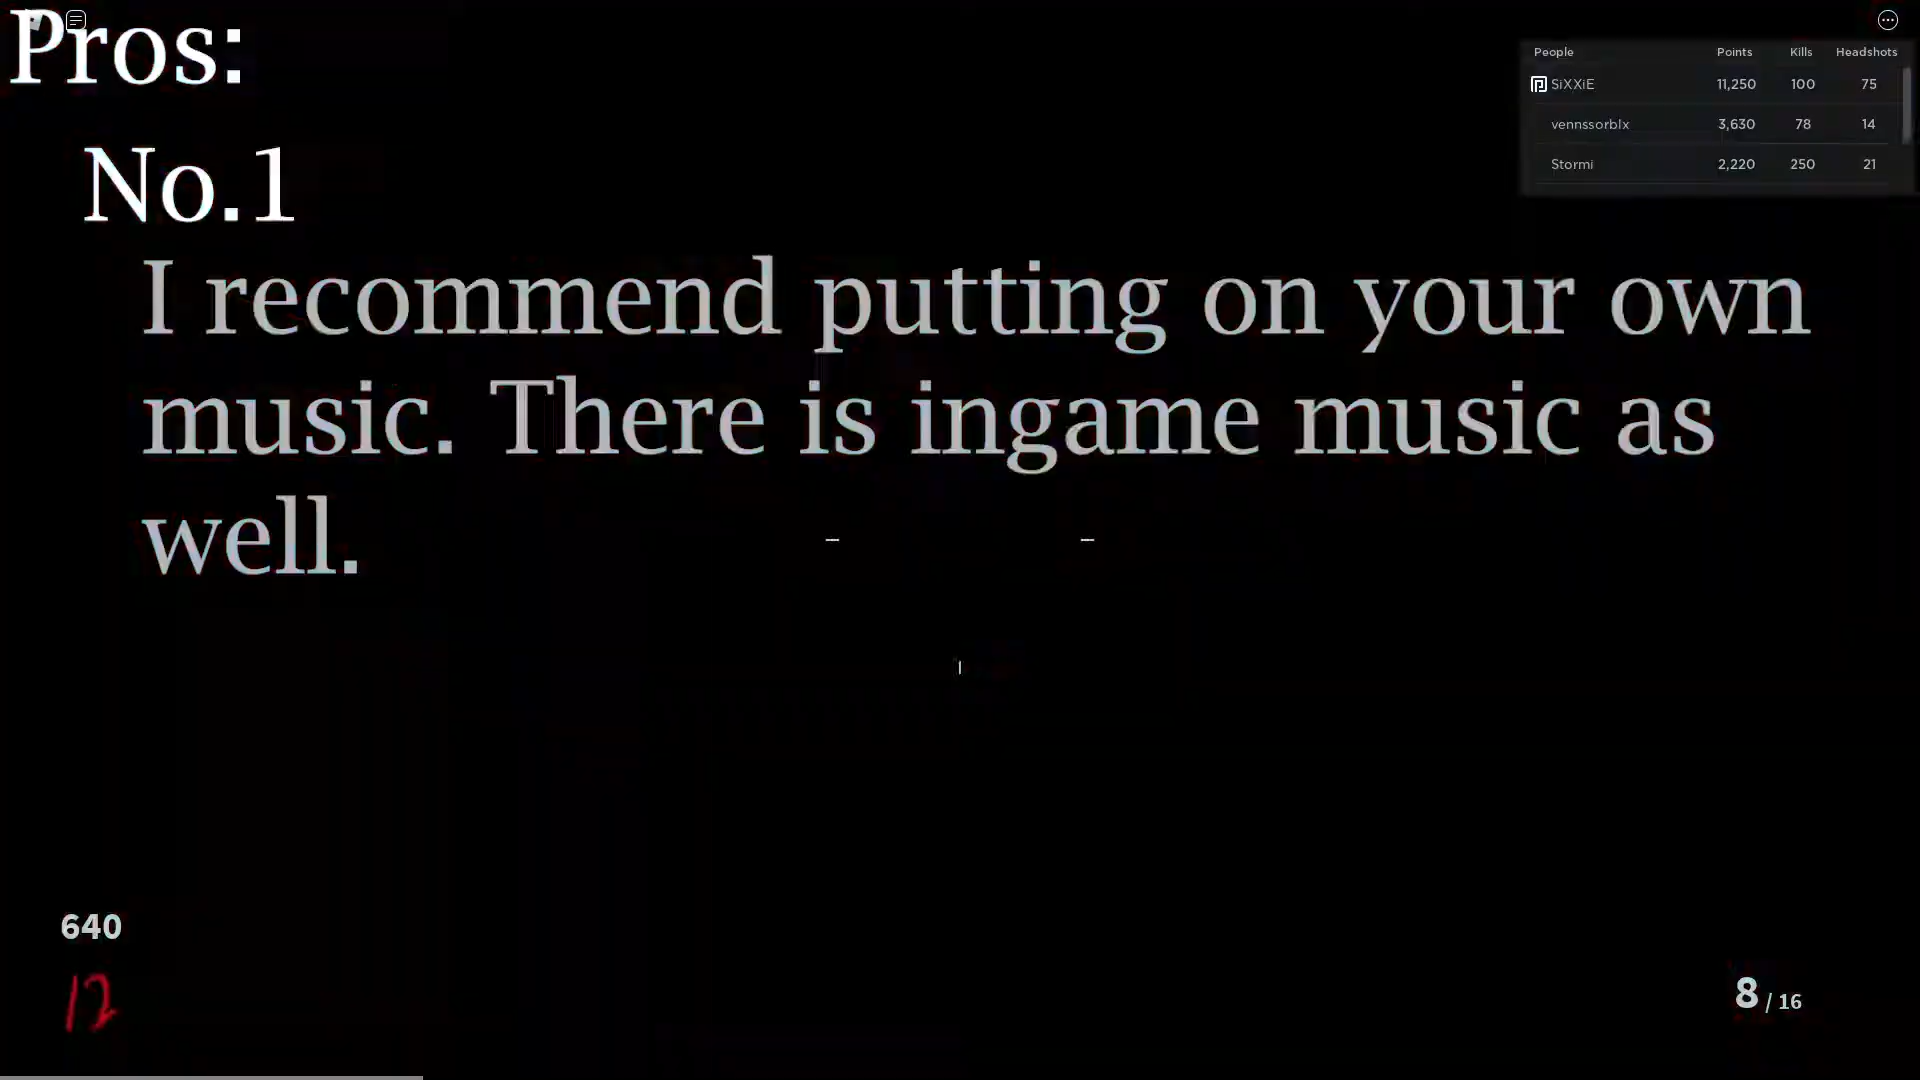 Pros:
No.1
I recommend putting on your own
music. There is ingame music as
well.
People Points Kills Headshots
SiXXiE 11,250 100 75
vennssorblx 3,630 78 14
Stormi 2,220 250 21
640
12
8 / 16